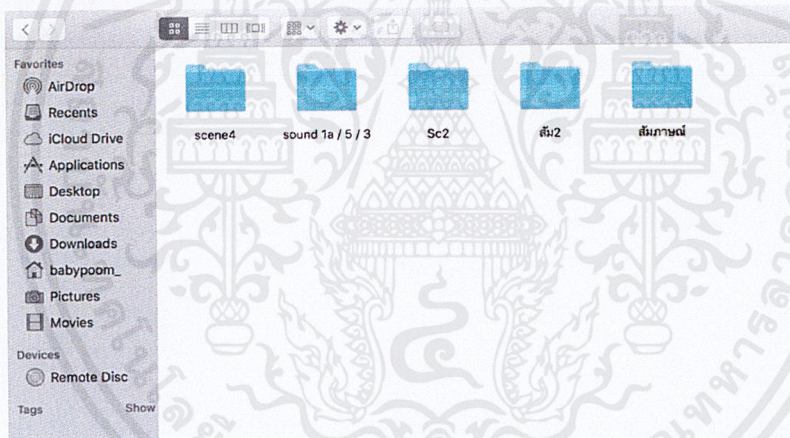 Favorites
AirDrop
Recents
iCloud Drive
Applications
Desktop
Documents
Downloads
babypoom_
Pictures
Movies
Devices
Remote Disc
Tags Show
scene4 sound 1a / 5 / 3 Sc2 สัม2 สัมภาษณ์